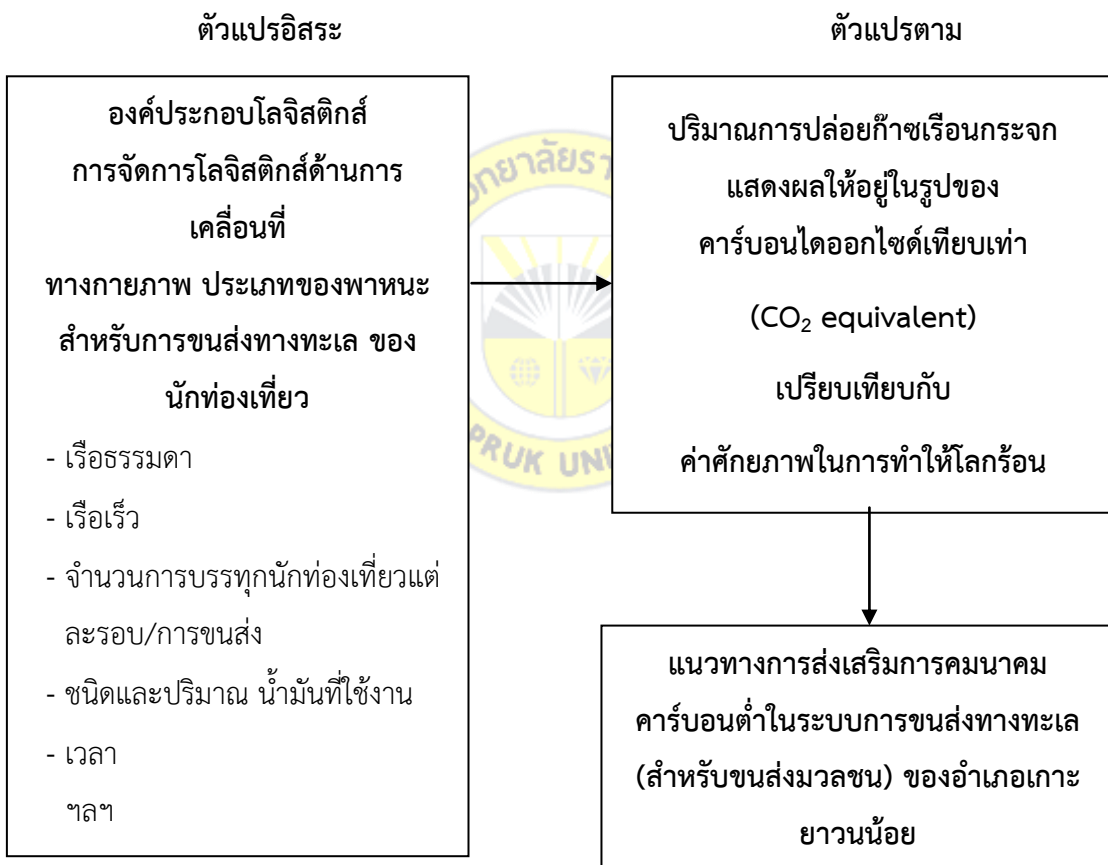 ตัวแปรอิสระ
องค์ประกอบโลจิสติกส์
การจัดการโลจิสติกส์ด้านการ
เคลื่อนที่
ทางกายภาพ ประเภทของพาหนะ
สำหรับการขนส่งทางทะเล ของ
นักท่องเที่ยว
- เรือธรรมดา
- เรือเร็ว
- จำนวนการบรรทุกนักท่องเที่ยวแต่
ละรอบ/การขนส่ง
- ชนิดและปริมาณ น้ำมันที่ใช้งาน
- เวลา
ฯลฯ
ตัวแปรตาม
ปริมาณการปล่อยก๊าซเรือนกระจก
แสดงผลให้อยู่ในรูปของ
คาร์บอนไดออกไซด์เทียบเท่า
(CO₂ equivalent)
เปรียบเทียบกับ
ค่าศักยภาพในการทำให้โลกร้อน
แนวทางการส่งเสริมการคมนาคม
คาร์บอนต่ำในระบบการขนส่งทางทะเล
(สำหรับขนส่งมวลชน) ของอำเภอเกาะ
ยาวนน้อย